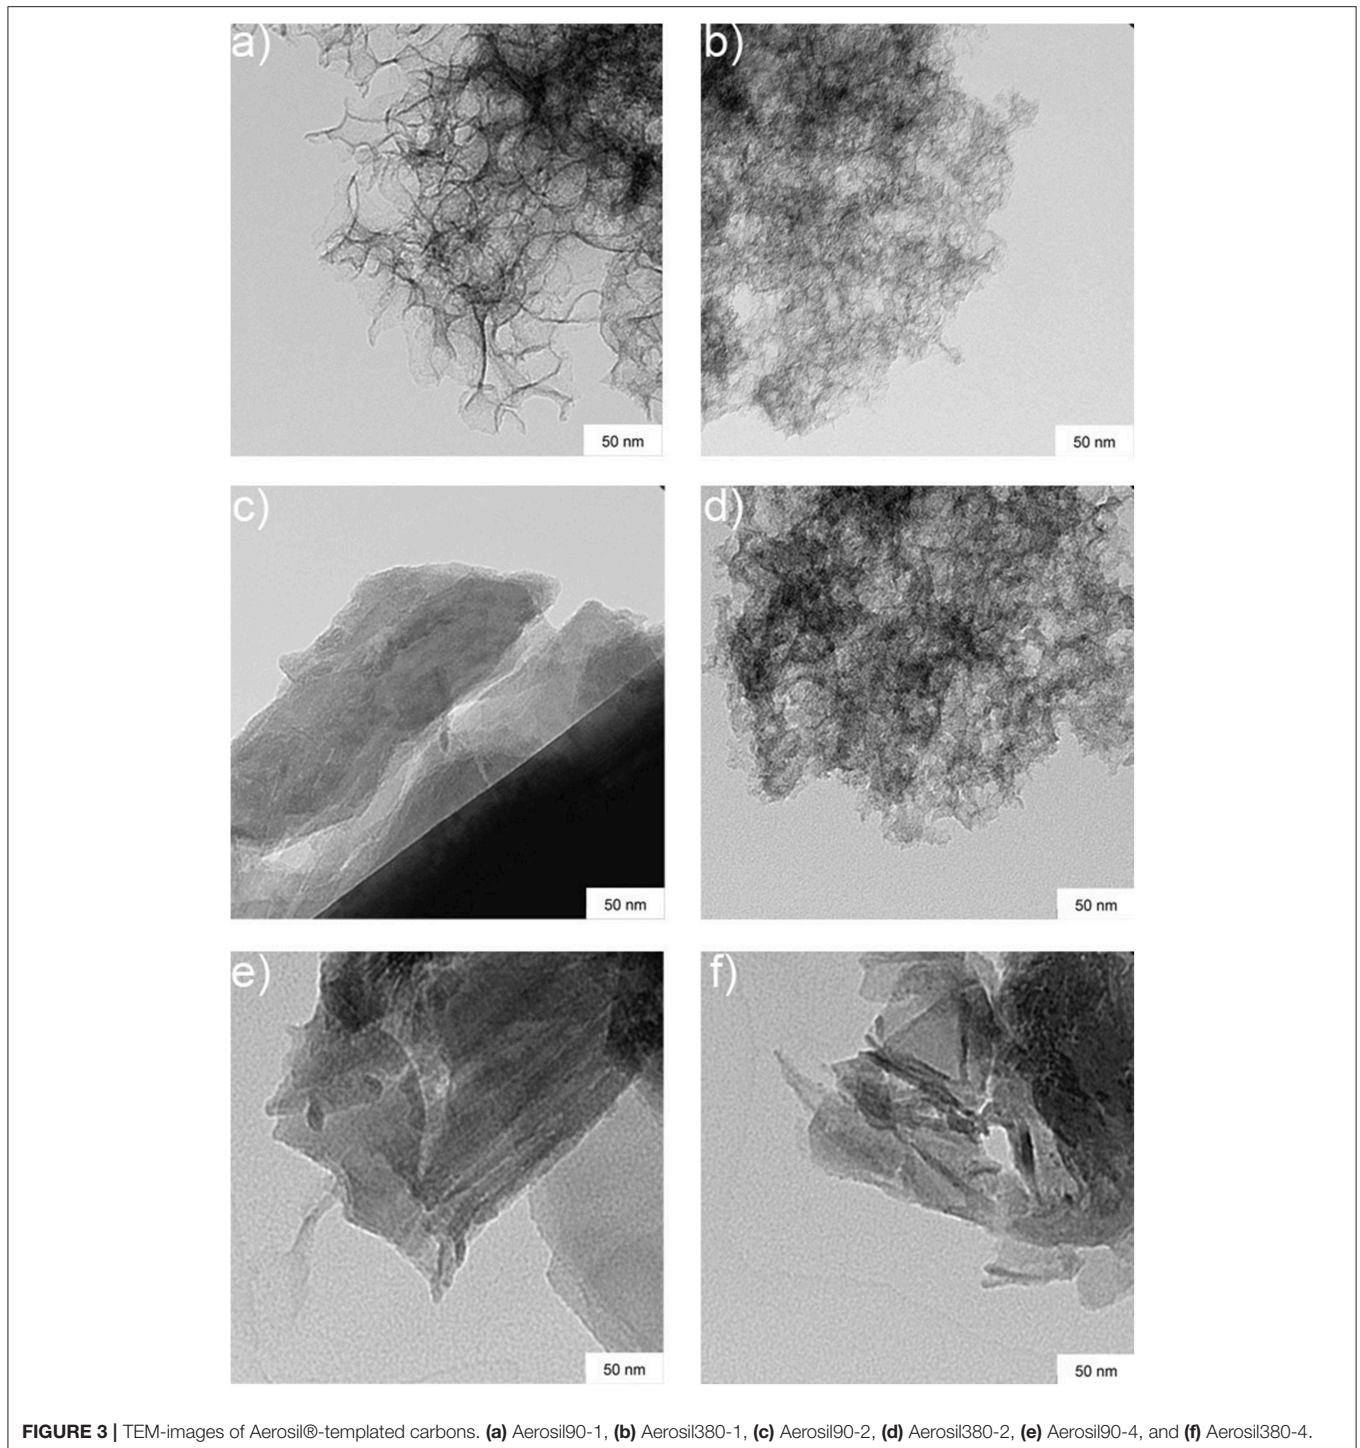 a)
b)
50 nm
50 nm
c)
d)
50 nm
50 nm
e)
f)
50 nm
50 nm
FIGURE 3 | TEM-images of Aerosil®-templated carbons. (a) Aerosil90-1, (b) Aerosil380-1, (c) Aerosil90-2, (d) Aerosil380-2, (e) Aerosil90-4, and (f) Aerosil380-4.